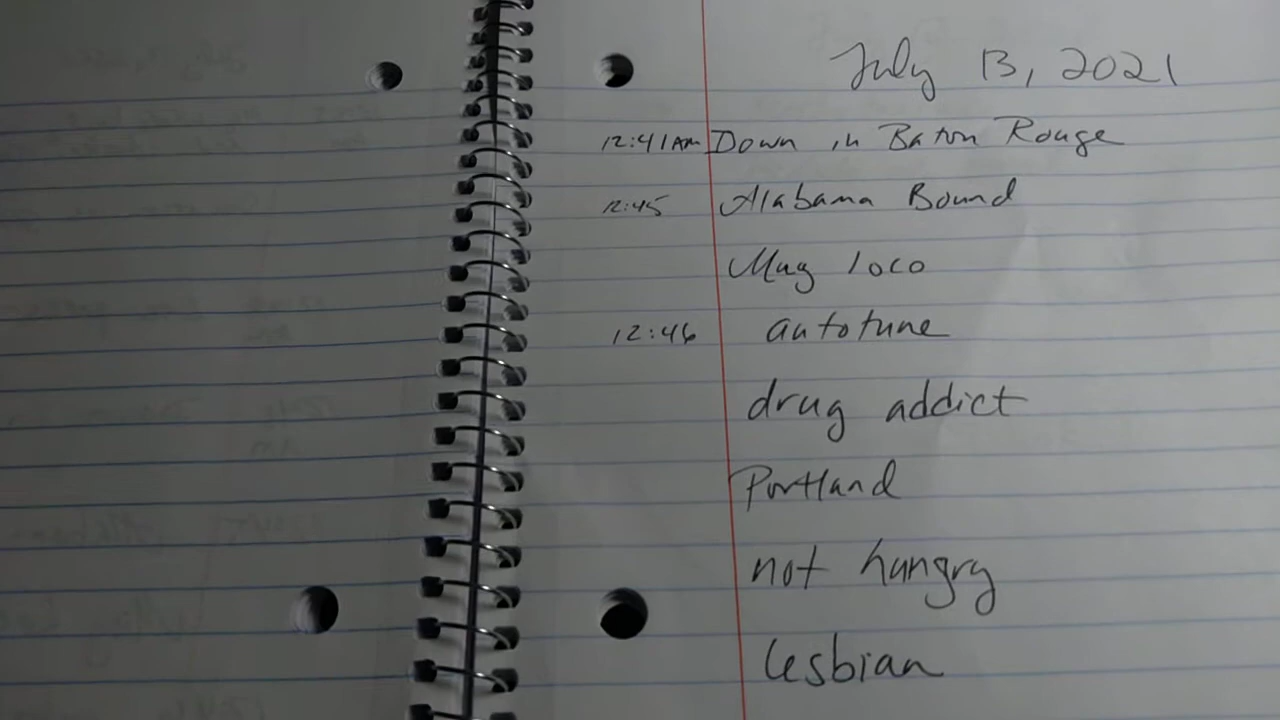 July 13, 2021
12:41AM Down in Baton Rouge
12:45 Alabama Bound
Mug loco
12:46 autotune
drug addict
Portland
not hungry
lesbian